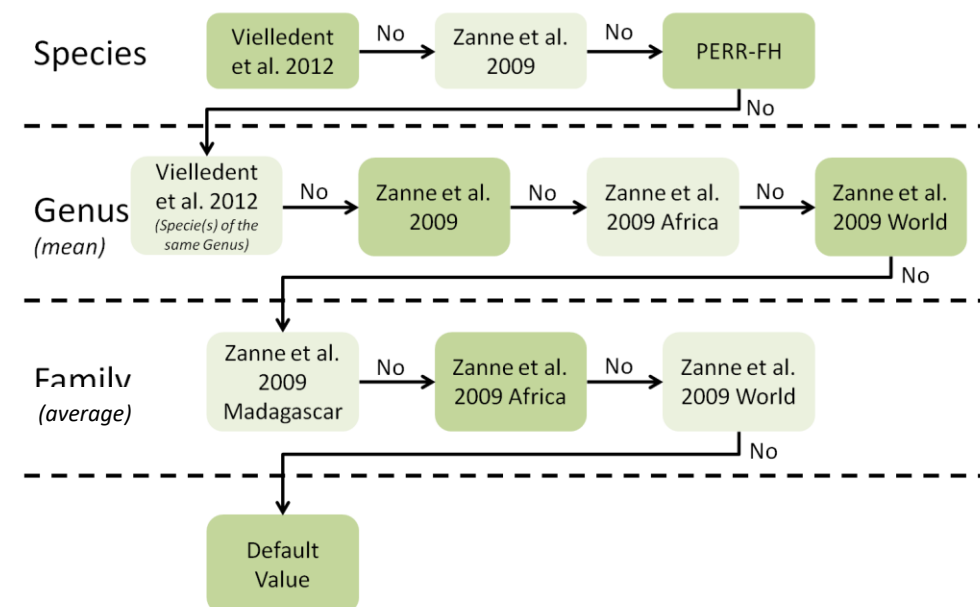 Species
Vielledent
et al. 2012
No
Zanne et al.
2009
No
PERR-FH
No
Genus
(mean)
Vielledent
et al. 2012
(Specie(s) of the
same Genus)
No
Zanne et al.
2009
No
Zanne et al.
2009 Africa
No
Zanne et al.
2009 World
No
Family
(average)
Zanne et al.
2009
Madagascar
No
Zanne et al.
2009 Africa
No
Zanne et al.
2009 World
No
Default
Value